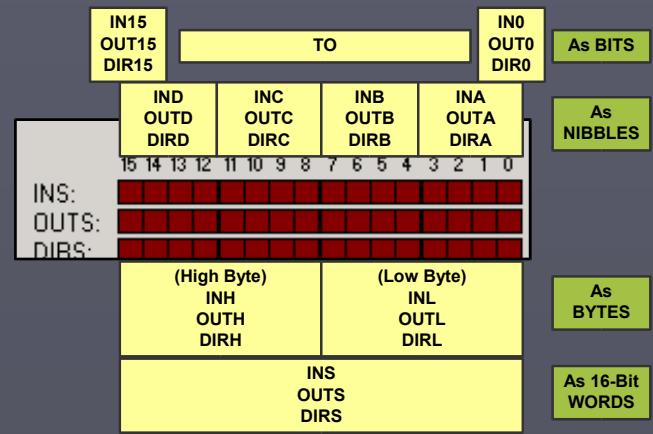 IN15
OUT15
DIR15
TO
IN0
OUT0
DIR0
As BITS
IND
OUTD
DIRD
INC
OUTC
DIRC
INB
OUTB
DIRB
INA
OUTA
DIRA
As
NIBBLES
15 14 13 12 11 10 9 8 7 6 5 4 3 2 1 0
INS:
OUTS:
DIRS:
(High Byte)
INH
OUTH
DIRH
(Low Byte)
INL
OUTL
DIRL
As
BYTES
INS
OUTS
DIRS
As 16-Bit
WORDS